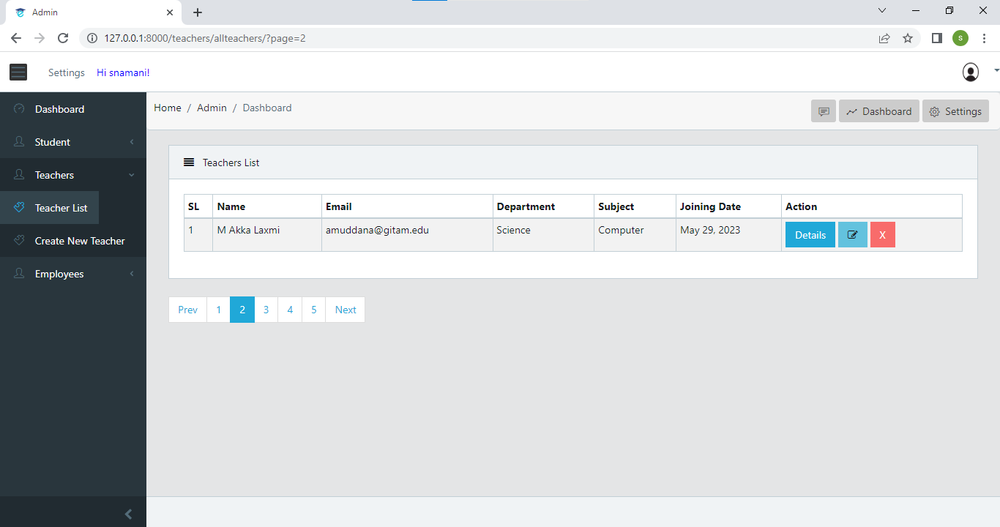 Admin
127.0.0.1:8000/teachers/allteachers/?page=2
s
Settings Hi snamani!
Dashboard
Student
Teachers
Teacher List
Create New Teacher
Employees
Home / Admin / Dashboard
Dashboard Settings
Teachers List
SL Name Email Department Subject Joining Date Action
1 M Akka Laxmi amuddana@gitam.edu Science Computer May 29, 2023 Details X
Prev 1 2 3 4 5 Next